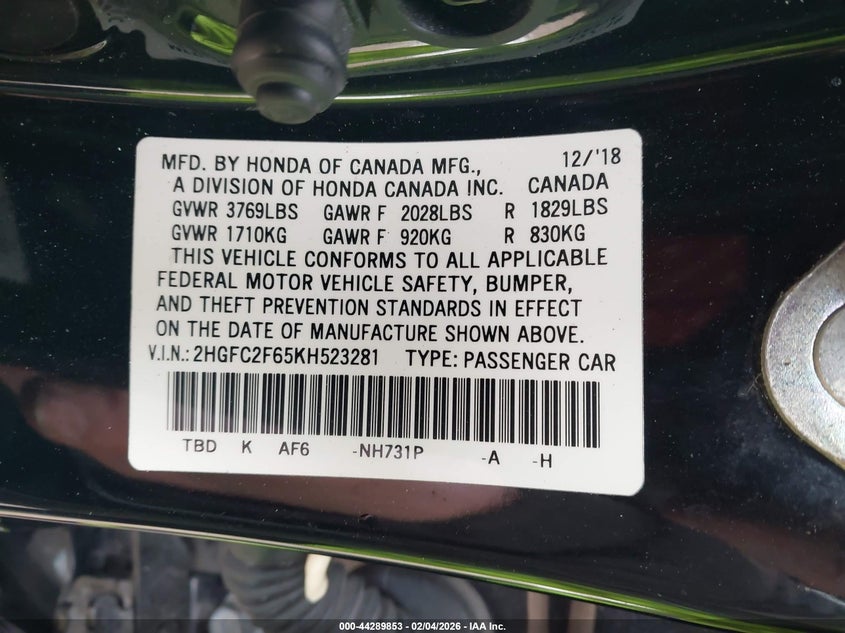 MFD. BY HONDA OF CANADA MFG., 12/'18
A DIVISION OF HONDA CANADA INC. CANADA
GVWR 3769LBS GAWR F 2028LBS R 1829LBS
GVWR 1710KG GAWR F 920KG R 830KG
THIS VEHICLE CONFORMS TO ALL APPLICABLE
FEDERAL MOTOR VEHICLE SAFETY, BUMPER,
AND THEFT PREVENTION STANDARDS IN EFFECT
ON THE DATE OF MANUFACTURE SHOWN ABOVE.
V.I.N.: 2HGFC2F65KH523281 TYPE: PASSENGER CAR
TBD K AF6 -NH731P -A -H
000-44289853 - 02/04/2026 - IAA Inc.